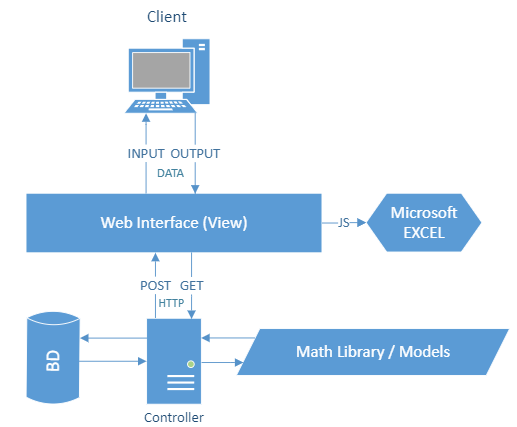 Client
INPUT OUTPUT
DATA
Web Interface (View)
JS
Microsoft
EXCEL
POST GET
HTTP
BD
Math Library / Models
Controller